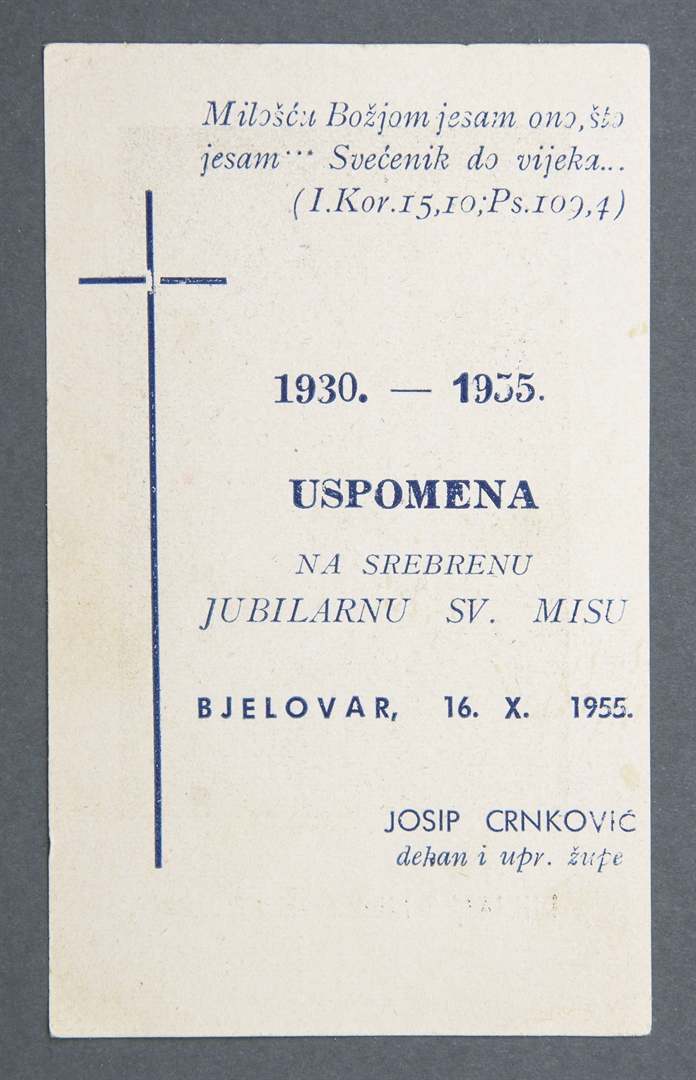 Milošću Božjom jesam ono, što
jesam... Svećenik do vijeka...
(I.Kor.15,10;Ps.109,4)
1930. — 1955.
USPOMENA
NA SREBRENU
JUBILARNU SV. MISU
BJELOVAR, 16. X. 1955.
JOSIP CRNKOVIĆ
dekan i upr. župe